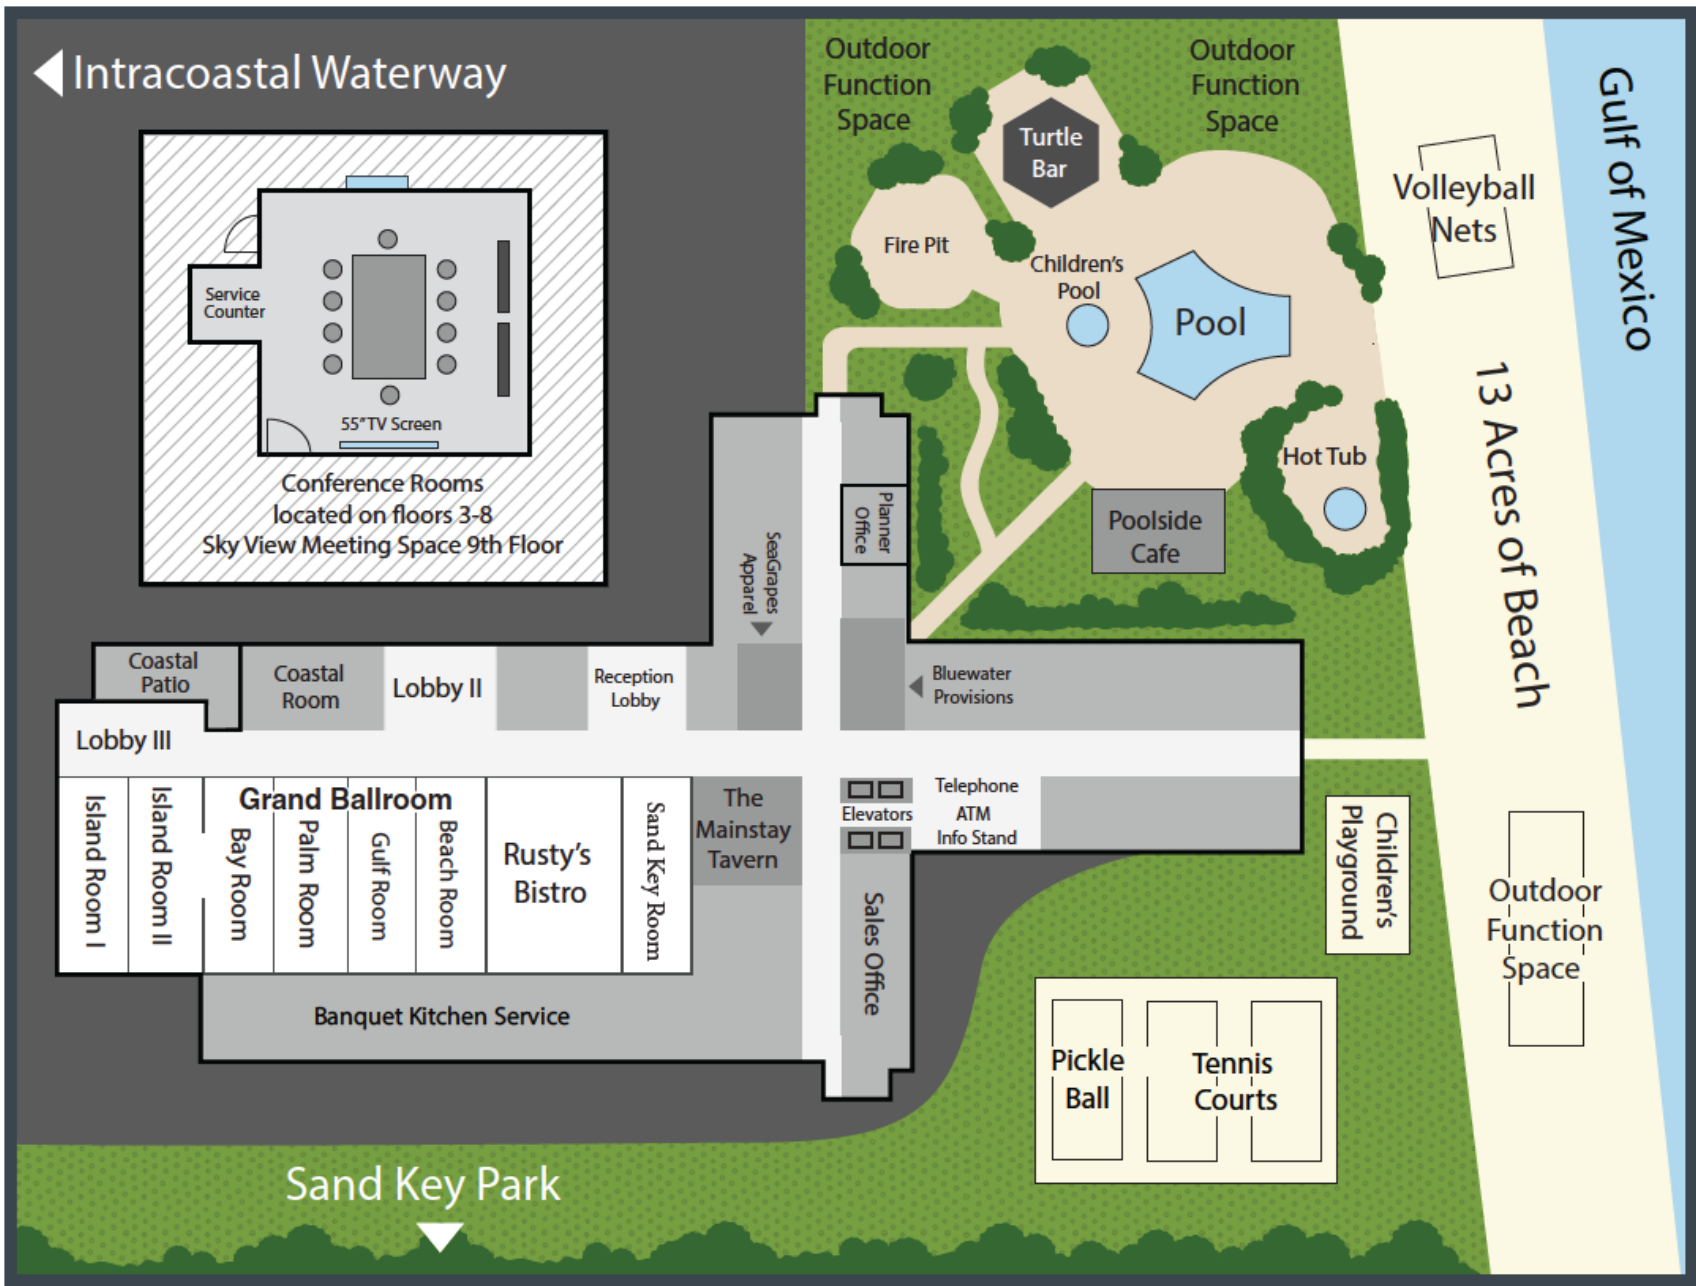 Intracoastal Waterway
Outdoor
Function
Space
Outdoor
Function
Space
Turtle
Bar
Fire Pit
Children's
Pool
Pool
Hot Tub
Poolside
Cafe
Volleyball
Nets
Gulf of Mexico
13 Acres of Beach
Service
Counter
55" TV Screen
Conference Rooms
located on floors 3-8
Sky View Meeting Space 9th Floor
Planner
Office
SeaGrapes
Apparel
Coastal
Patio
Coastal
Room
Lobby II
Reception
Lobby
Bluewater
Provisions
Lobby III
Island Room I
Island Room II
Grand Ballroom
Bay Room
Palm Room
Gulf Room
Beach Room
Rusty's
Bistro
Sand Key Room
The
Mainstay
Tavern
Elevators
Telephone
ATM
Info Stand
Sales Office
Banquet Kitchen Service
Children's
Playground
Outdoor
Function
Space
Pickle
Ball
Tennis
Courts
Sand Key Park